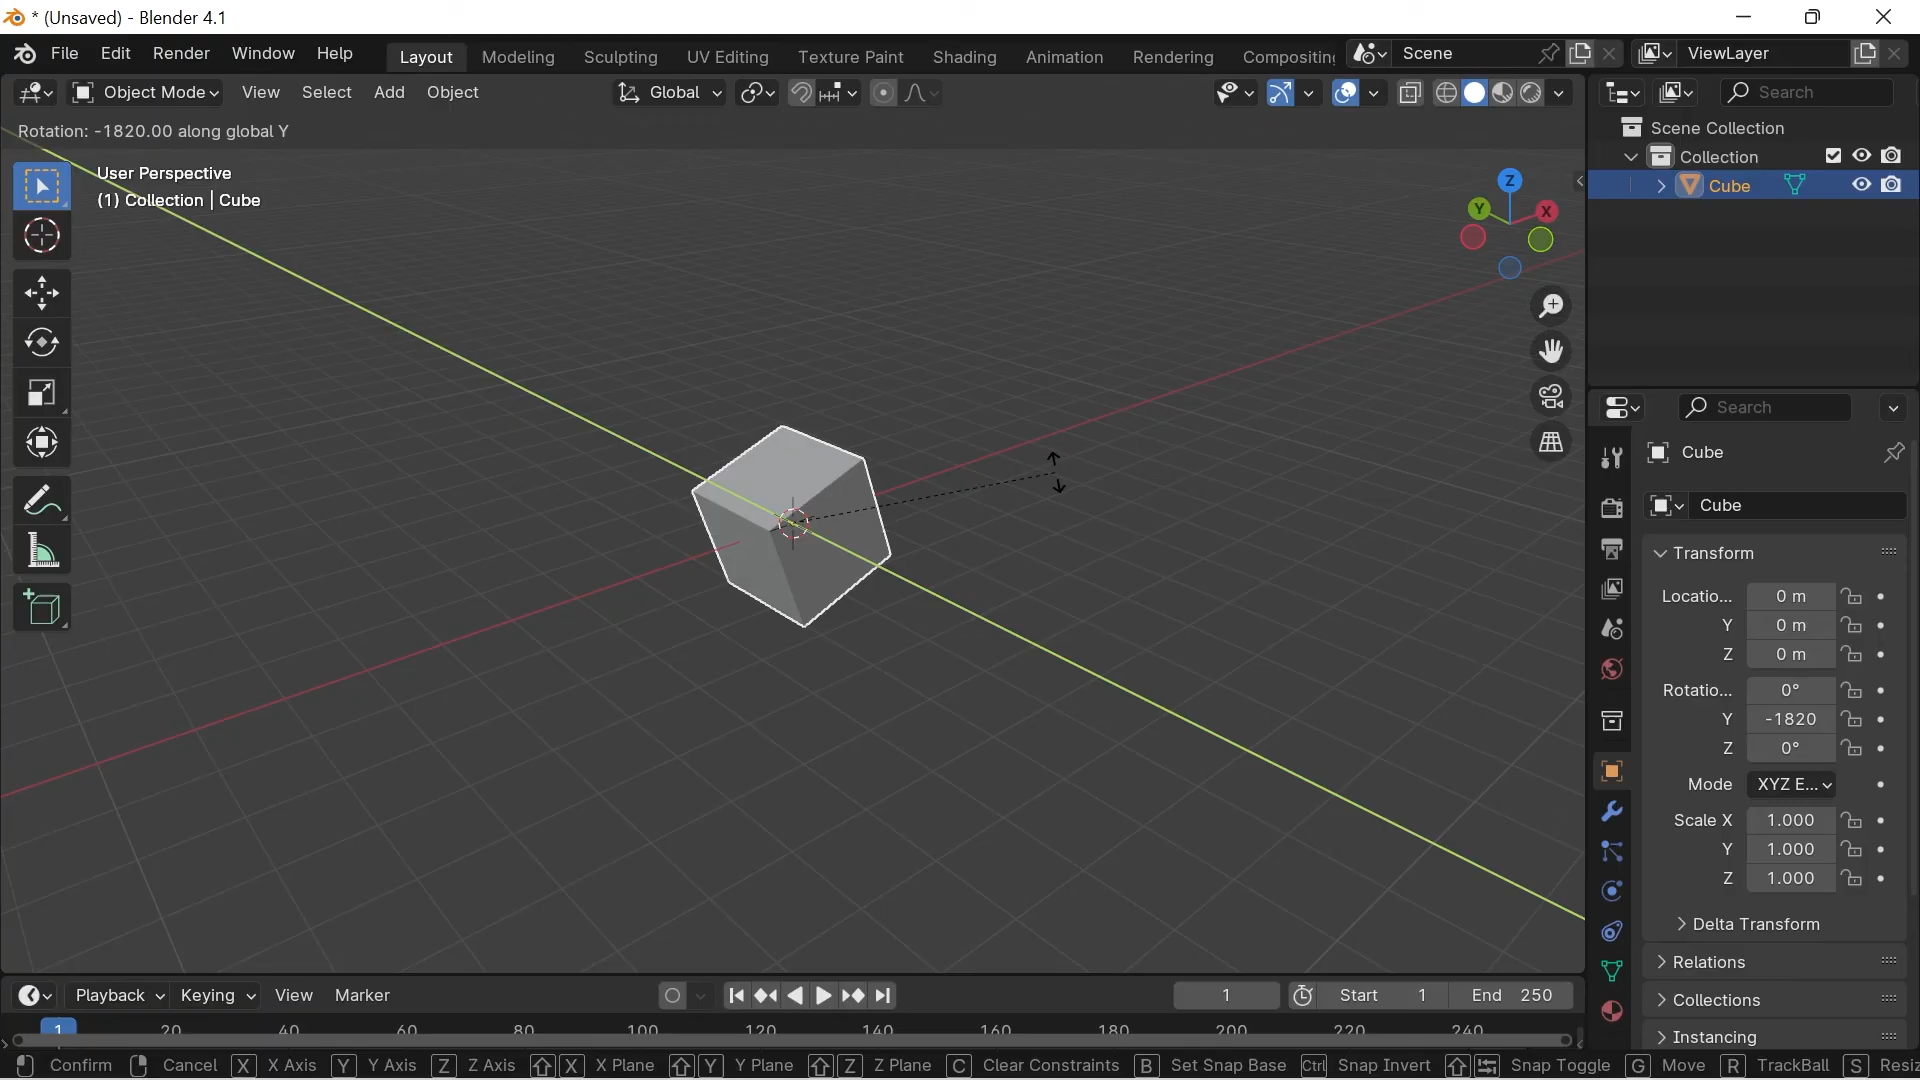 * (Unsaved) - Blender 4.1
File Edit Render Window Help Layout Modeling Sculpting UV Editing Texture Paint Shading Animation Rendering Compositing Scene ViewLayer
Object Mode View Select Add Object Global Search
Rotation: -1820.00 along global Y
User Perspective
(1) Collection | Cube
Z
Y
X
Scene Collection
Collection
Cube
Search
Cube
Cube
Transform
Locatio... 0 m
Y 0 m
Z 0 m
Rotatio... 0°
Y -1820
Z 0°
Mode XYZ E...
Scale X 1.000
Y 1.000
Z 1.000
Delta Transform
Relations
Collections
Instancing
Playback Keying View Marker 1 Start 1 End 250
1 20 40 60 80 100 120 140 160 180 200 220 240
Confirm Cancel X X Axis Y Y Axis Z Z Axis X X Plane Y Y Plane Z Z Plane C Clear Constraints B Set Snap Base Ctrl Snap Invert Snap Toggle G Move R TrackBall S Resiz